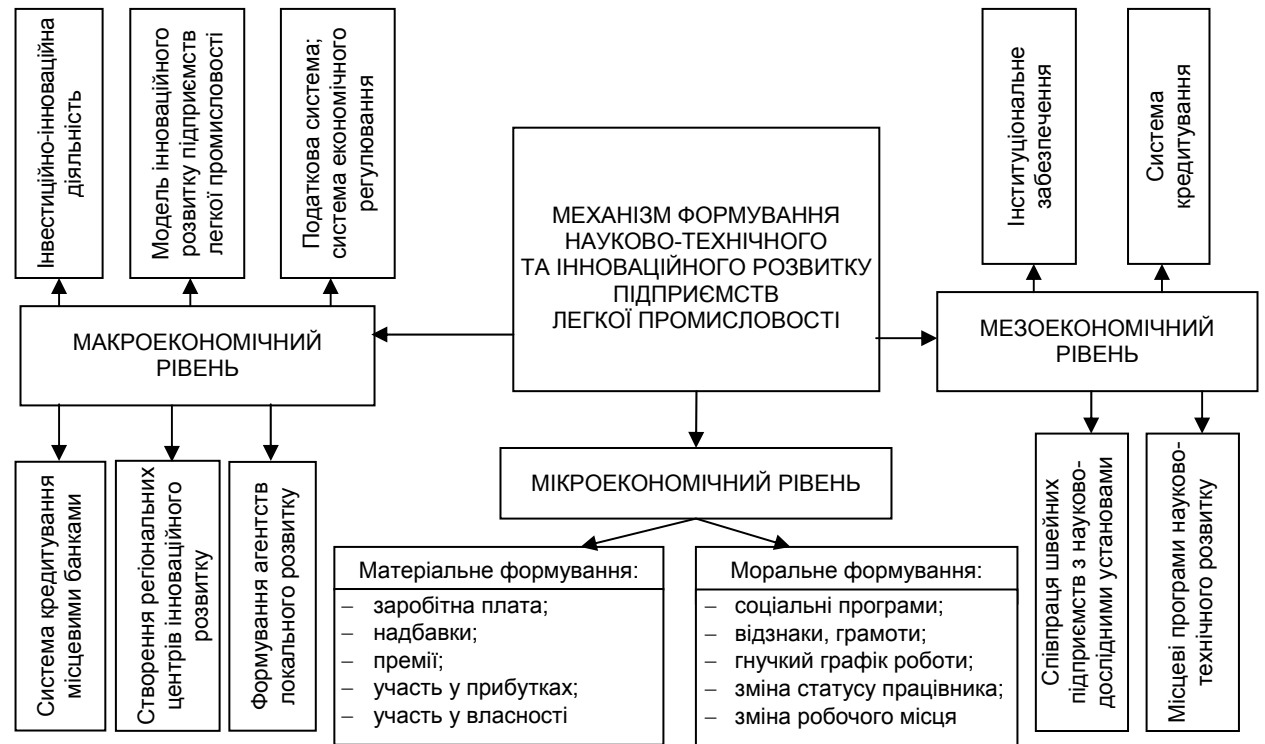 Інвестиційно-інноваційна
діяльність
Модель інноваційного
розвитку підприємств
легкої промисловості
Податкова система;
система економічного
регулювання
МЕХАНІЗМ ФОРМУВАННЯ
НАУКОВО-ТЕХНІЧНОГО
ТА ІННОВАЦІЙНОГО РОЗВИТКУ
ПІДПРИЄМСТВ
ЛЕГКОЇ ПРОМИСЛОВОСТІ
Інституціональне
забезпечення
Система
кредитування
МАКРОЕКОНОМІЧНИЙ
РІВЕНЬ
МЕЗОЕКОНОМІЧНИЙ
РІВЕНЬ
Система кредитування
місцевими банками
Створення регіональних
центрів інноваційного
розвитку
Формування агентств
локального розвитку
МІКРОЕКОНОМІЧНИЙ РІВЕНЬ
Матеріальне формування:
– заробітна плата;
– надбавки;
– премії;
– участь у прибутках;
– участь у власності
Моральне формування:
– соціальні програми;
– відзнаки, грамоти;
– гнучкий графік роботи;
– зміна статусу працівника;
– зміна робочого місця
Співпраця швейних
підприємств з науково-
дослідними установами
Місцеві програми науково-
технічного розвитку